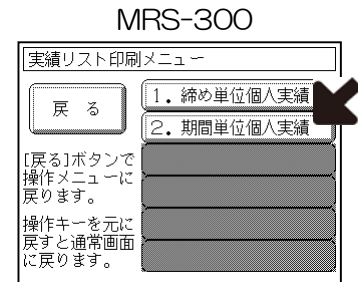 MRS-300
実績リスト印刷メニュー
戻 る
1．締め単位個人実績
2．期間単位個人実績
[戻る]ボタンで
操作メニューに
戻ります。
操作キーを元に
戻すと通常画面
に戻ります。